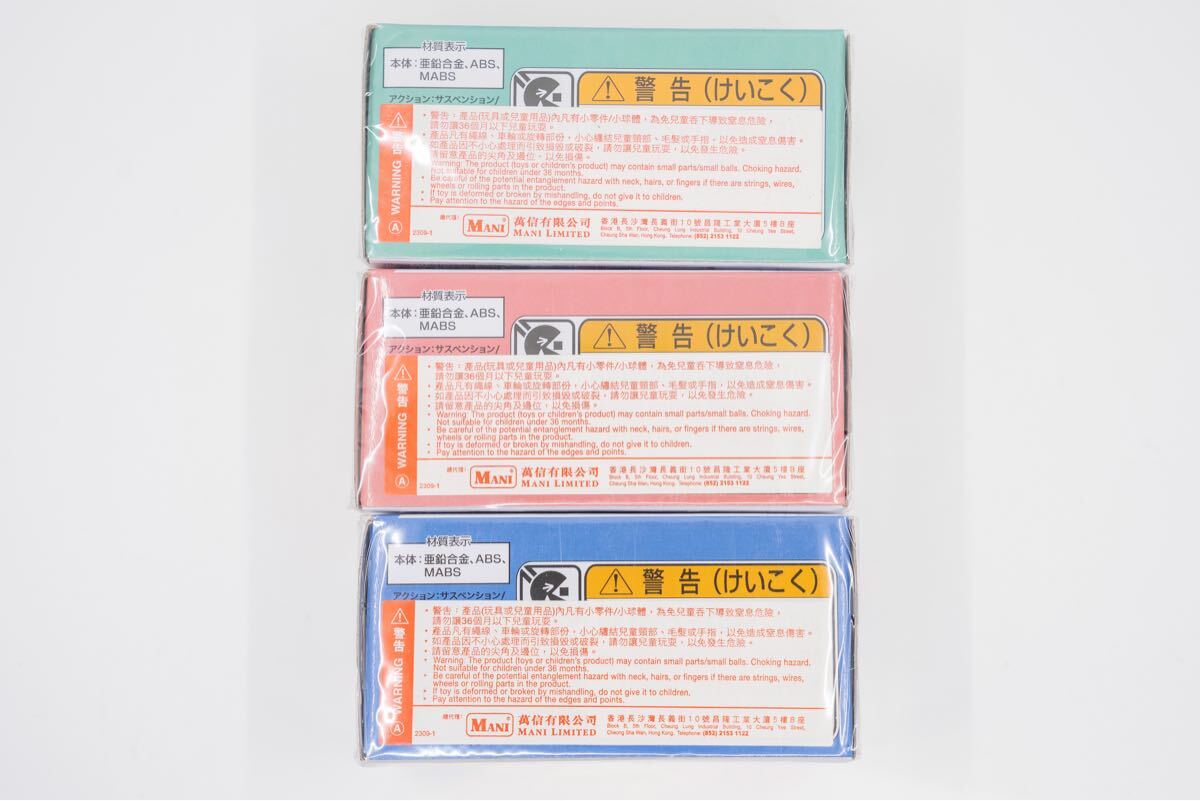 材質表示
本体:亜鉛合金、ABS、
MABS
アクション:サスペンション/
警告(けいこく)
WARNING 警告
• 警告:產品(玩具或兒童用品)內凡有小零件/小球體,為免兒童吞下導致窒息危險,
請勿讓36個月以下兒童玩耍。
• 產品凡有繩線、車輪或旋轉部份,小心纏結兒童頸部、毛髮或手指,以免造成窒息傷害。
• 如產品因不小心處理而引致損毀或破裂,請勿讓兒童玩耍,以免發生危險。
請留意產品的尖角及邊位,以免損傷。
Warning: The product (toys or children's product) may contain small parts/small balls. Choking hazard.
Not suitable for children under 36 months.
• Be careful of the potential entanglement hazard with neck, hairs, or fingers if there are strings, wires,
wheels or rolling parts in the product.
• If toy is deformed or broken by mishandling, do not give it to children.
• Pay attention to the hazard of the edges and points.
A
2309-1
總代理:
MANI®
萬信有限公司
MANI LIMITED
香港長沙灣長義街10號昌隆工業大廈5樓B座
Block B, 5th Floor, Cheung Lung Industrial Building, 10 Cheung Yee Street,
Cheung Sha Wan, Hong Kong. Telephone: (852) 2153 1122
材質表示
本体:亜鉛合金、ABS、
MABS
アクション:サスペンション/
警告(けいこく)
WARNING 警告
• 警告:產品(玩具或兒童用品)內凡有小零件/小球體,為免兒童吞下導致窒息危險,
請勿讓36個月以下兒童玩耍。
• 產品凡有繩線、車輪或旋轉部份,小心纏結兒童頸部、毛髮或手指,以免造成窒息傷害。
• 如產品因不小心處理而引致損毀或破裂,請勿讓兒童玩耍,以免發生危險。
• 請留意產品的尖角及邊位,以免損傷。
• Warning: The product (toys or children's product) may contain small parts/small balls. Choking hazard.
Not suitable for children under 36 months.
• Be careful of the potential entanglement hazard with neck, hairs, or fingers if there are strings, wires,
wheels or rolling parts in the product.
• If toy is deformed or broken by mishandling, do not give it to children.
• Pay attention to the hazard of the edges and points.
A
2309-1
總代理:
MANI®
萬信有限公司
MANI LIMITED
香港長沙灣長義街10號昌隆工業大廈5樓B座
Block B, 5th Floor, Cheung Lung Industrial Building, 10 Cheung Yee Street,
Cheung Sha Wan, Hong Kong. Telephone: (852) 2153 1122
材質表示
本体:亜鉛合金、ABS、
MABS
アクション:サスペンション/
警告(けいこく)
WARNING 警告
• 警告:產品(玩具或兒童用品)內凡有小零件/小球體,為免兒童吞下導致窒息危險,
請勿讓36個月以下兒童玩耍。
• 產品凡有繩線、車輪或旋轉部份,小心纏結兒童頸部、毛髮或手指,以免造成窒息傷害。
• 如產品因不小心處理而引致損毀或破裂,請勿讓兒童玩耍,以免發生危險。
• 請留意產品的尖角及邊位,以免損傷。
• Warning: The product (toys or children's product) may contain small parts/small balls. Choking hazard.
Not suitable for children under 36 months.
• Be careful of the potential entanglement hazard with neck, hairs, or fingers if there are strings, wires,
wheels or rolling parts in the product.
• If toy is deformed or broken by mishandling, do not give it to children.
• Pay attention to the hazard of the edges and points.
A
2309-1
總代理:
MANI®
萬信有限公司
MANI LIMITED
香港長沙灣長義街10號昌隆工業大廈5樓B座
Block B, 5th Floor, Cheung Lung Industrial Building, 10 Cheung Yee Street,
Cheung Sha Wan, Hong Kong. Telephone: (852) 2153 1122